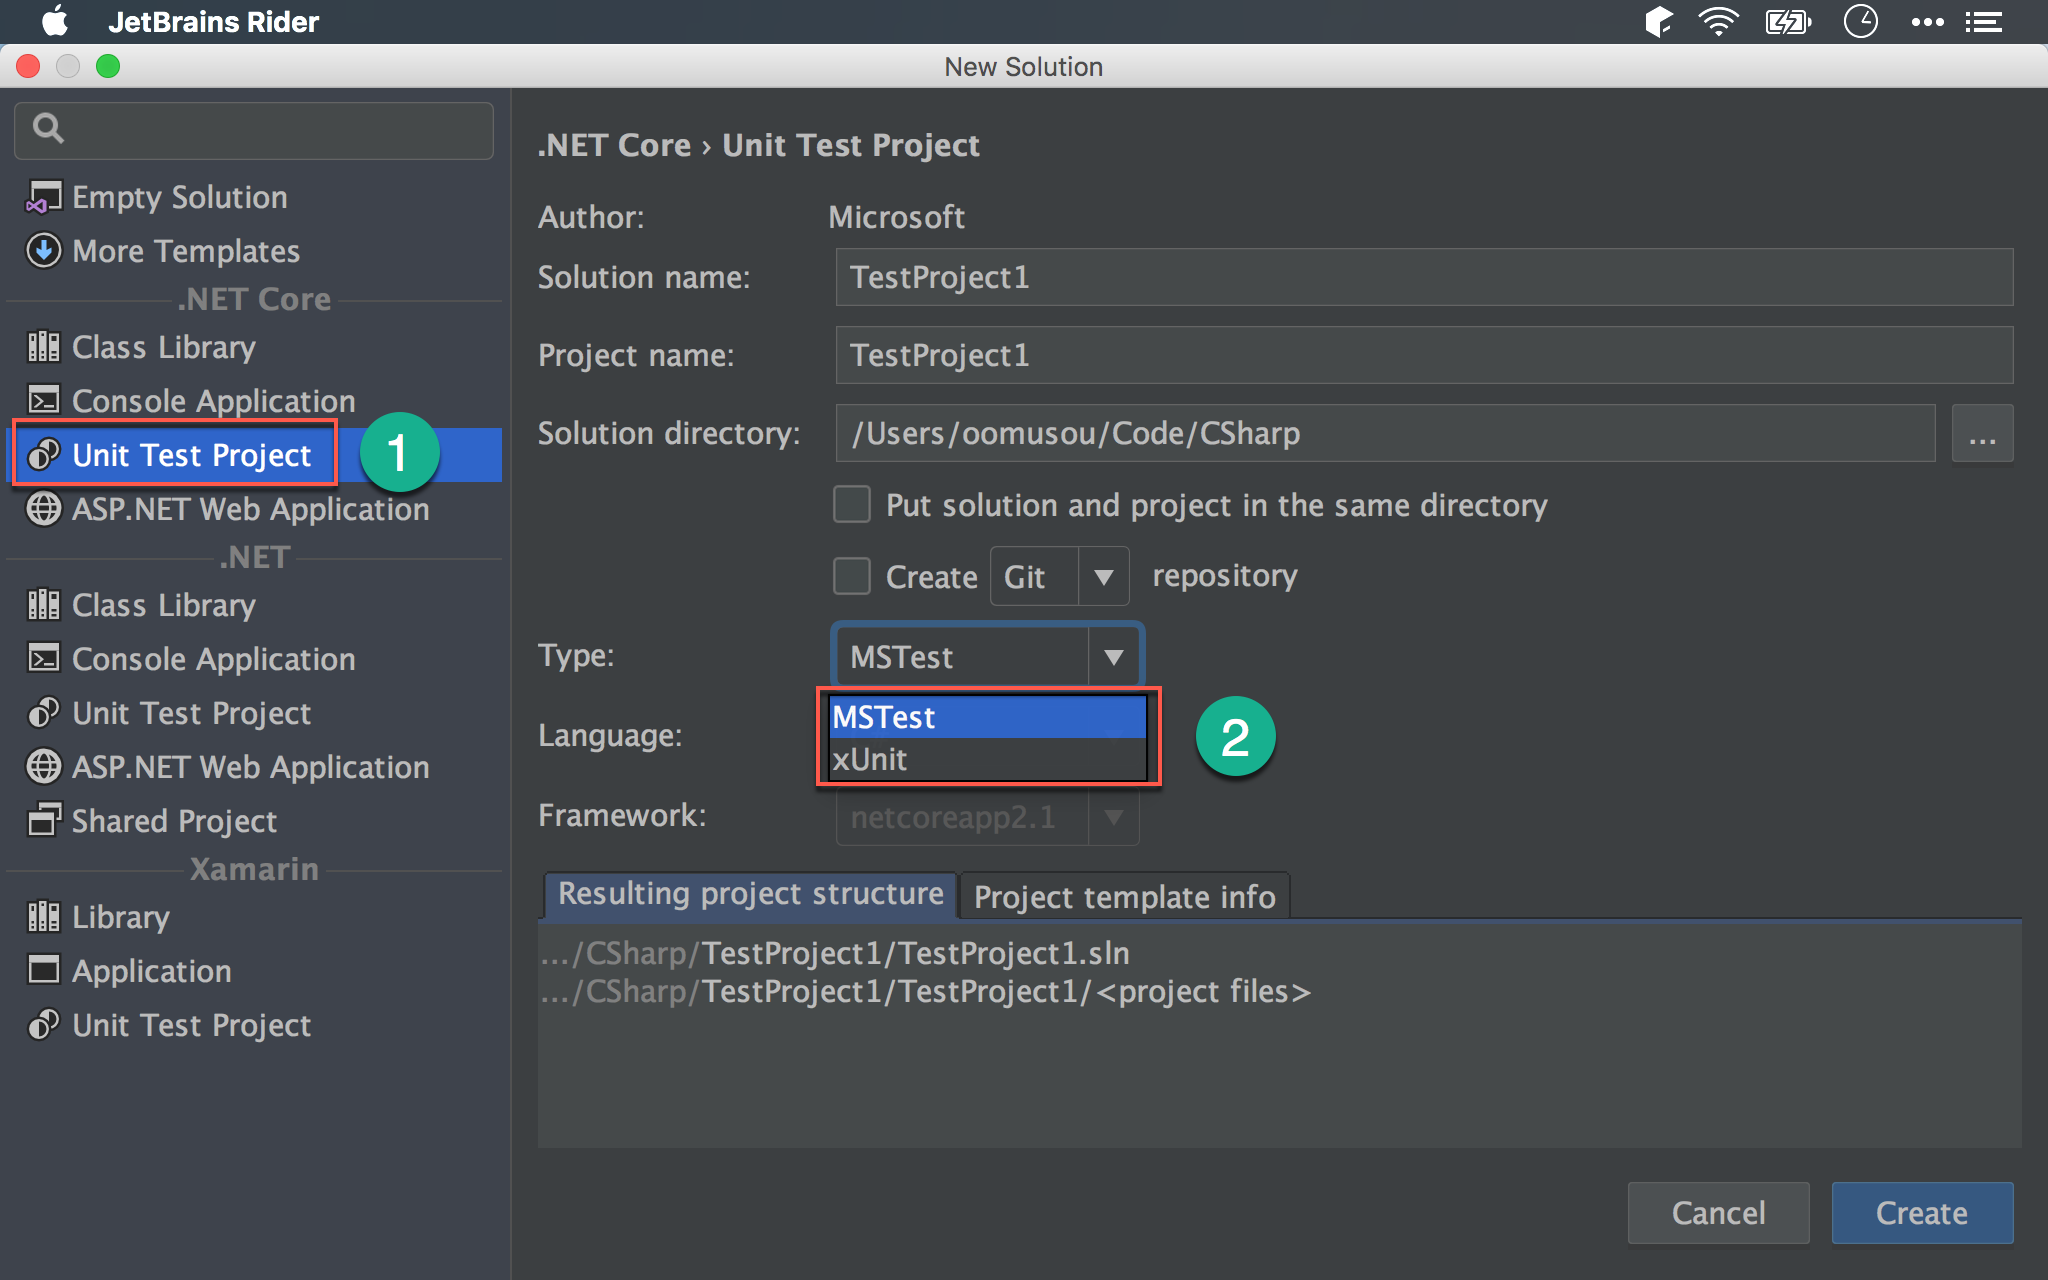 JetBrains Rider
New Solution
Empty Solution
More Templates
.NET Core
Class Library
Console Application
Unit Test Project
1
ASP.NET Web Application
.NET
Class Library
Console Application
Unit Test Project
ASP.NET Web Application
Shared Project
Xamarin
Library
Application
Unit Test Project
.NET Core › Unit Test Project
Author: Microsoft
Solution name: TestProject1
Project name: TestProject1
Solution directory: /Users/oomusou/Code/CSharp ...
Put solution and project in the same directory
Create Git repository
Type: MSTest
MSTest
Language:
xUnit
2
Framework: netcoreapp2.1
Resulting project structure Project template info
.../CSharp/TestProject1/TestProject1.sln
.../CSharp/TestProject1/TestProject1/<project files>
Cancel Create